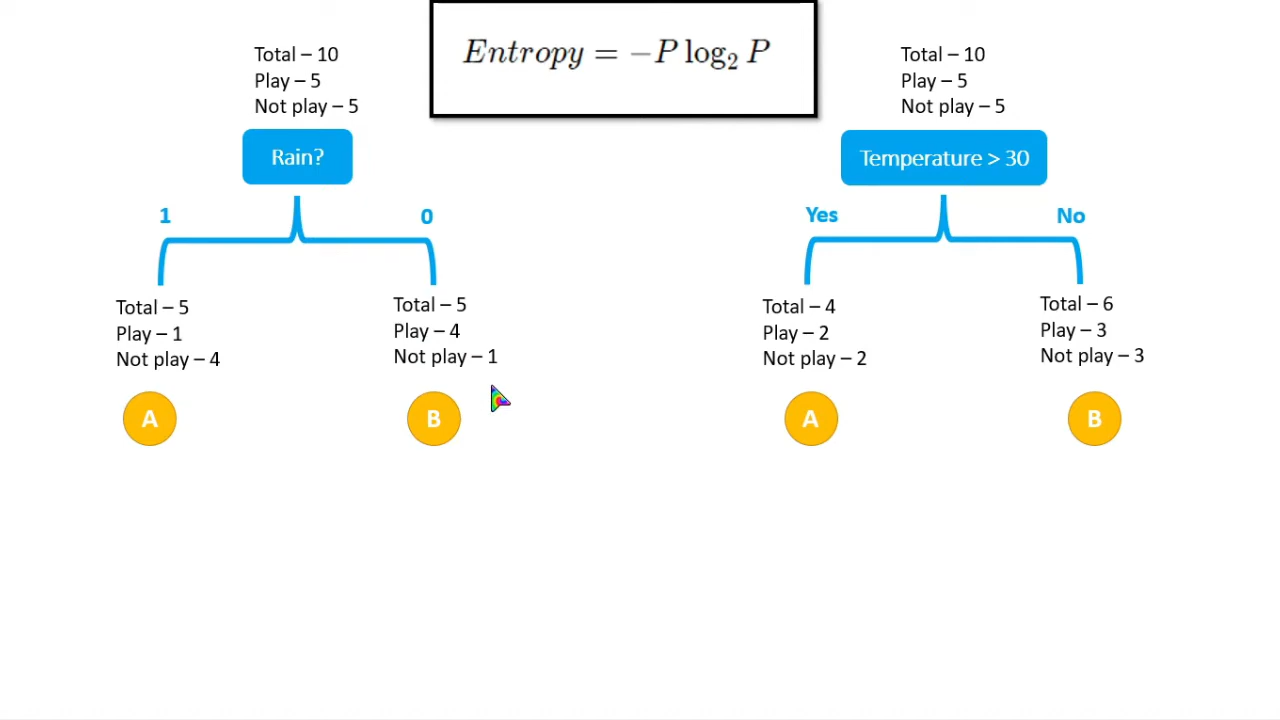 Entropy = −P log₂ P
Total – 10
Play – 5
Not play – 5
Rain?
1
0
Total – 5
Play – 1
Not play – 4
A
Total – 5
Play – 4
Not play – 1
B
Total – 10
Play – 5
Not play – 5
Temperature > 30
Yes
No
Total – 4
Play – 2
Not play – 2
A
Total – 6
Play – 3
Not play – 3
B